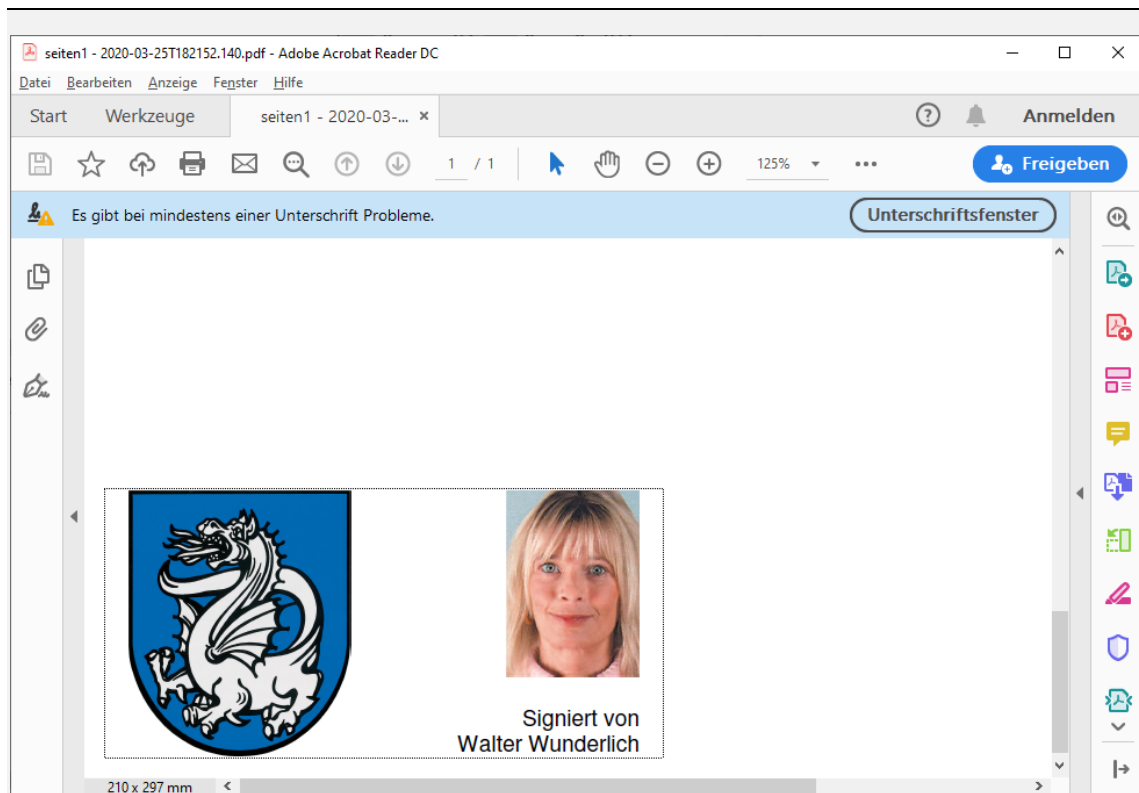 seiten1 - 2020-03-25T182152.140.pdf - Adobe Acrobat Reader DC
Datei Bearbeiten Anzeige Fenster Hilfe
Start Werkzeuge seiten1 - 2020-03-... × Anmelden
1 / 1 125% Freigeben
Es gibt bei mindestens einer Unterschrift Probleme. Unterschriftsfenster
Signiert von
Walter Wunderlich
210 x 297 mm